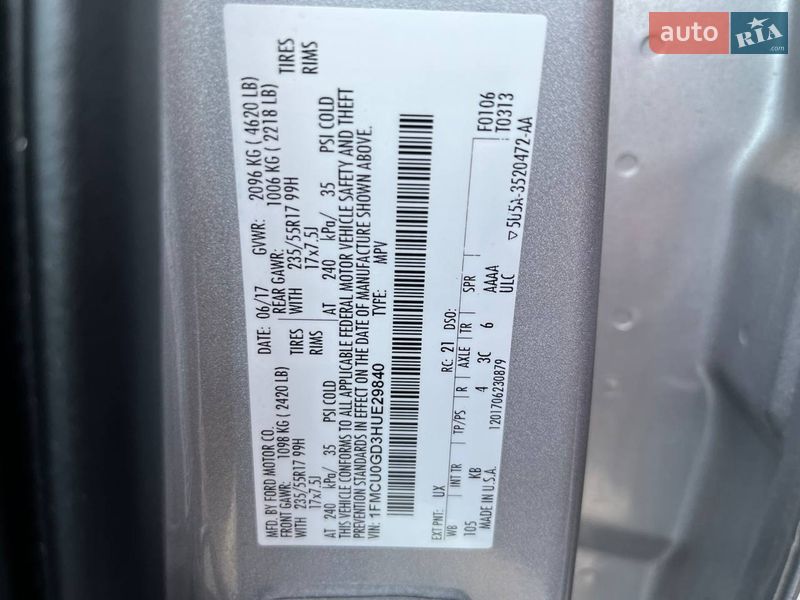 auto RIA .com
MFD. BY FORD MOTOR CO.
DATE: 06/17 GVWR: 2096 KG ( 4620 LB)
FRONT GAWR: 1098 KG ( 2420 LB) REAR GAWR: 1006 KG ( 2218 LB)
WITH 235/55R17 99H TIRES WITH 235/55R17 99H TIRES
17x7.5J RIMS 17x7.5J RIMS
AT 240 kPa/ 35 PSI COLD AT 240 kPa/ 35 PSI COLD
THIS VEHICLE CONFORMS TO ALL APPLICABLE FEDERAL MOTOR VEHICLE SAFETY AND THEFT
PREVENTION STANDARDS IN EFFECT ON THE DATE OF MANUFACTURE SHOWN ABOVE.
VIN: 1FMCU0GD3HUE29840 TYPE: MPV
EXT PNT: UX RC: 21 DSO: F0106
T0313
WB INT TR TP/PS R AXLE TR SPR
105 KB 4 3C 6 AAAA
ULC
MADE IN U.S.A. 1201706230879 ▽5U5A-3520472-AA